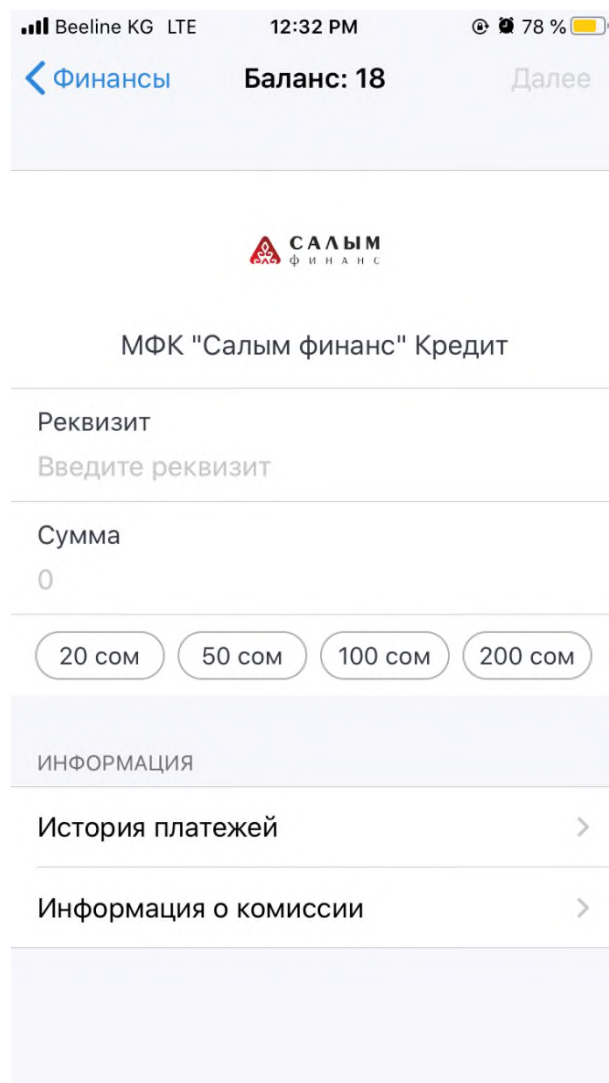 Beeline KG LTE 12:32 PM 78 %
Финансы Баланс: 18 Далее
САЛЫМ
ФИНАНС
МФК "Салым финанс" Кредит
Реквизит
Введите реквизит
Сумма
0
20 сом 50 сом 100 сом 200 сом
ИНФОРМАЦИЯ
История платежей
Информация о комиссии